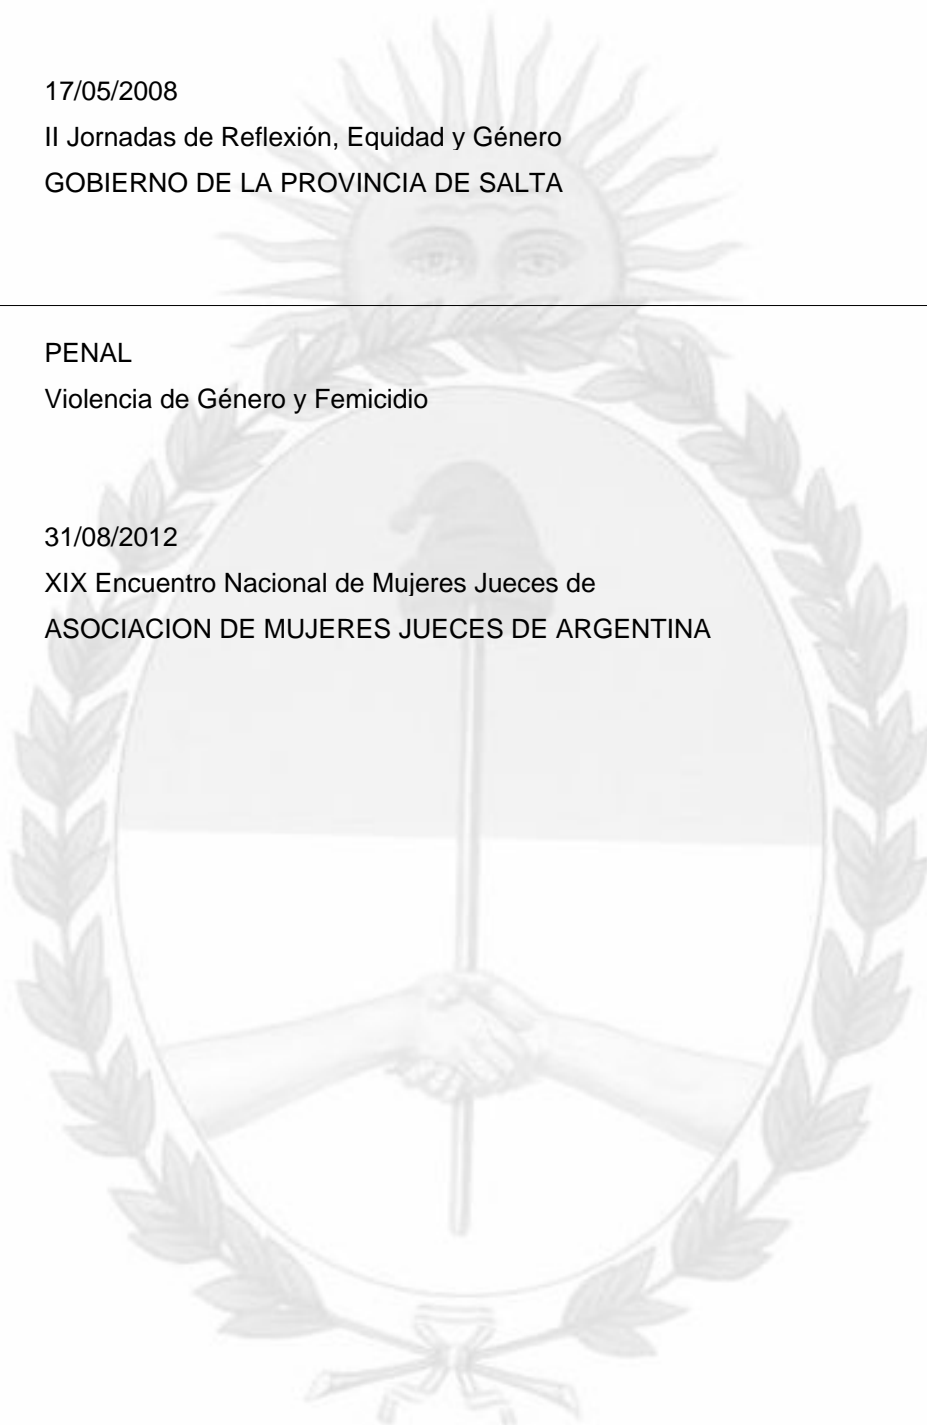 17/05/2008
II Jornadas de Reflexión, Equidad y Género
GOBIERNO DE LA PROVINCIA DE SALTA
PENAL
Violencia de Género y Femicidio
31/08/2012
XIX Encuentro Nacional de Mujeres Jueces de
ASOCIACION DE MUJERES JUECES DE ARGENTINA